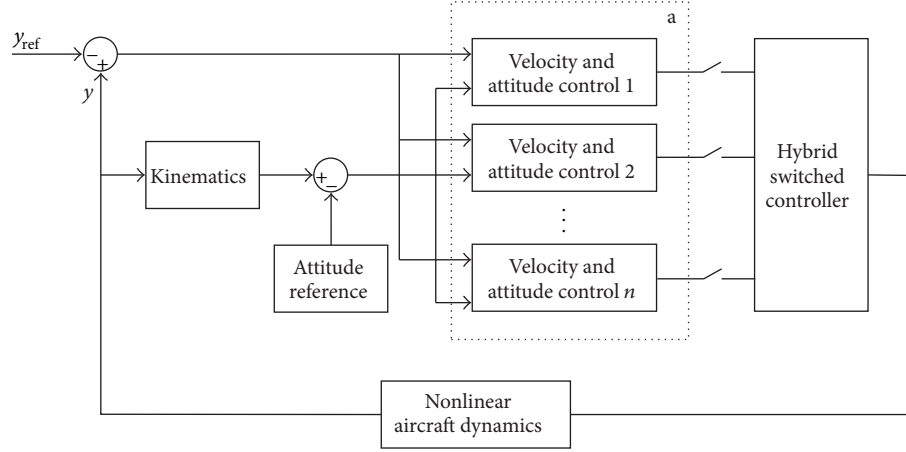 a
y_ref
−
+
y
Velocity and
attitude control 1
Velocity and
attitude control 2
⋮
Velocity and
attitude control n
Hybrid
switched
controller
Kinematics
+
−
Attitude
reference
Nonlinear
aircraft dynamics